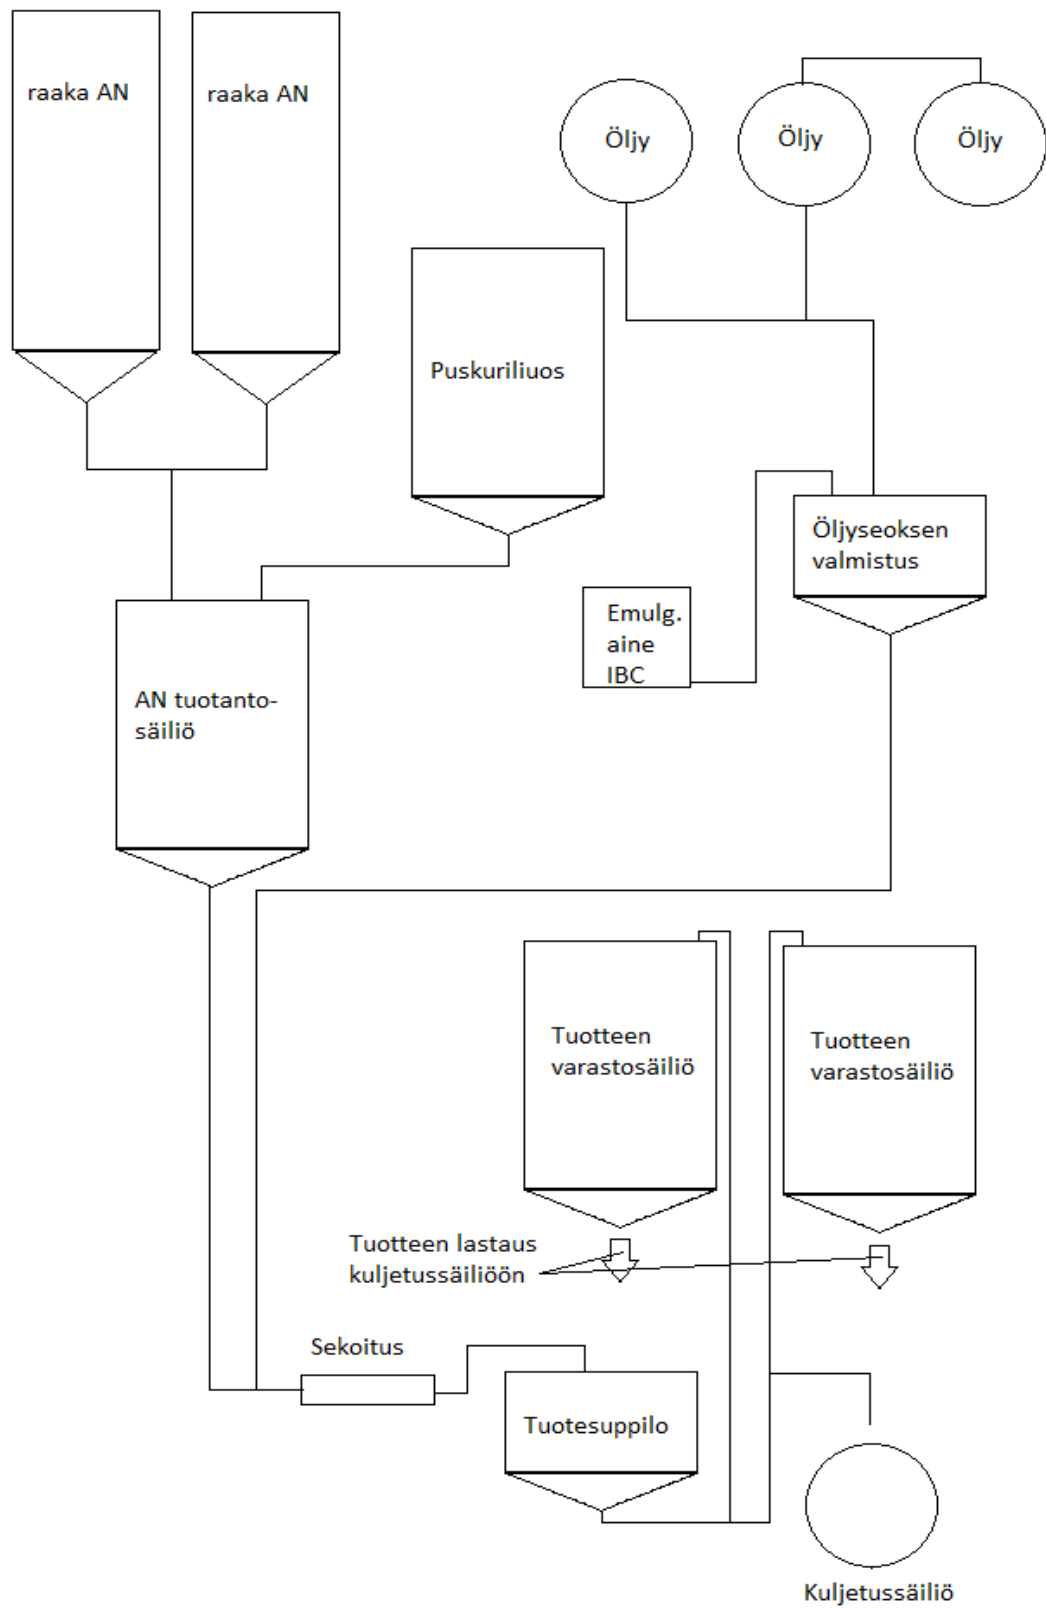 raaka AN
raaka AN
Öljy
Öljy
Öljy
Puskuriliuos
Öljyseoksen
valmistus
Emulg.
aine
IBC
AN tuotanto-
säiliö
Tuotteen
varastosäiliö
Tuotteen
varastosäiliö
Tuotteen lastaus
kuljetussäiliöön
Sekoitus
Tuotesuppilo
Kuljetussäiliö